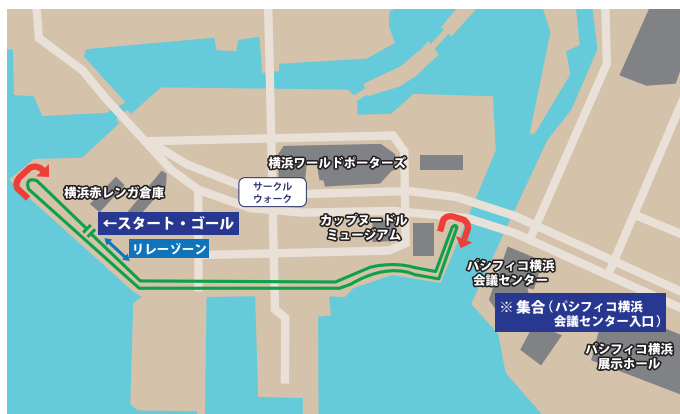 横浜ワールドポーターズ
横浜赤レンガ倉庫
サークル
ウォーク
←スタート・ゴール
カップヌードル
ミュージアム
リレーゾーン
パシフィコ横浜
会議センター
※ 集合(パシフィコ横浜
会議センター入口)
パシフィコ横浜
展示ホール